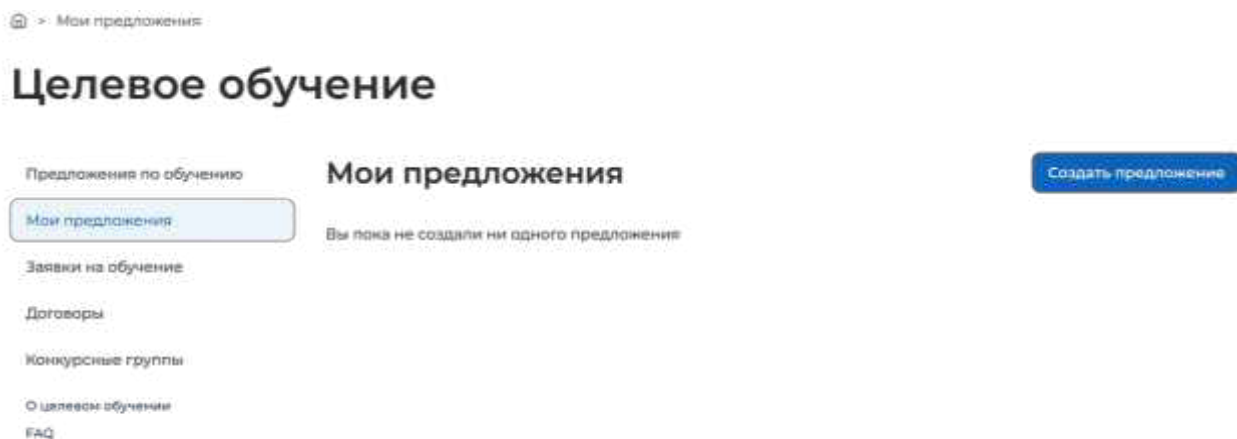 > Мои предложения
Целевое обучение
Предложения по обучению
Мои предложения
Заявки на обучение
Договоры
Конкурсные группы
О целевом обучении
FAQ
Мои предложения
Создать предложение
Вы пока не создали ни одного предложения